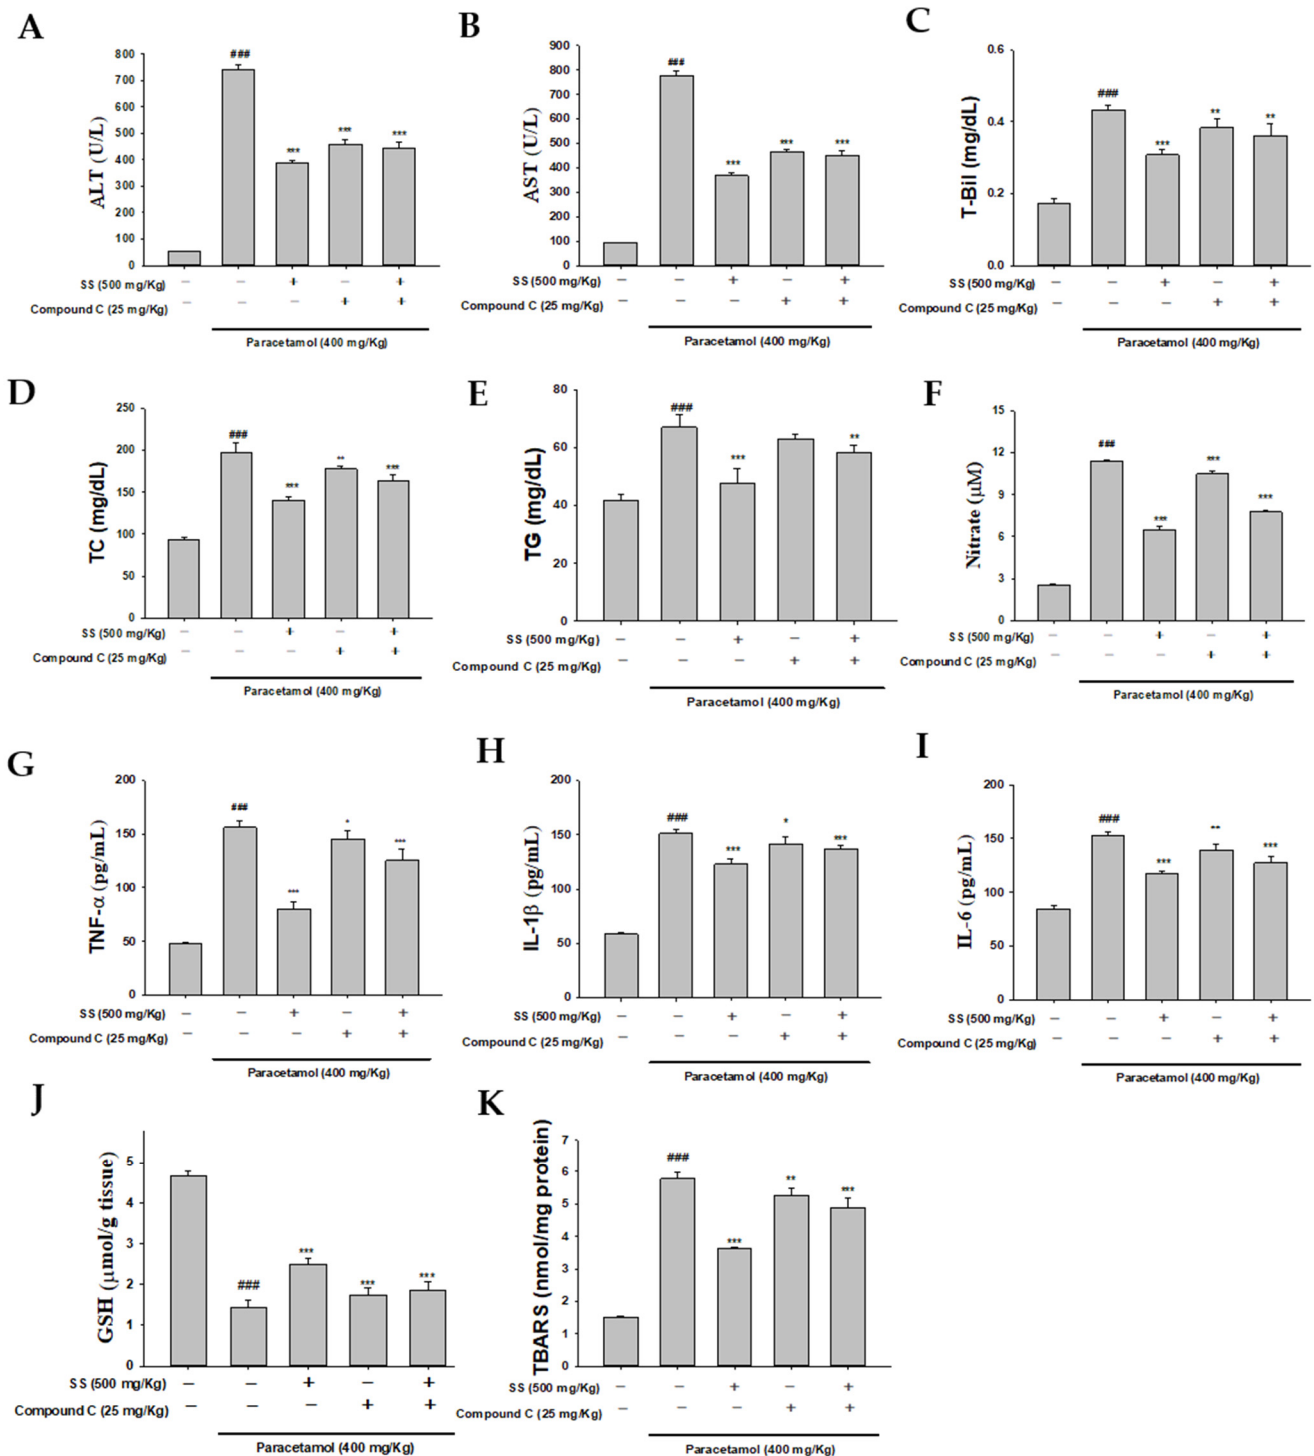 A
ALT (U/L)
800
700
600
500
400
300
200
100
0
###
***
***
***
SS (500 mg/Kg) − − + − +
Compound C (25 mg/Kg) − − − + +
Paracetamol (400 mg/Kg)
B
AST (U/L)
900
800
700
600
500
400
300
200
100
0
###
***
***
***
SS (500 mg/Kg) − − + − +
Compound C (25 mg/Kg) − − − + +
Paracetamol (400 mg/Kg)
C
T-Bil (mg/dL)
0.6
0.4
0.2
0.0
###
***
**
**
SS (500 mg/Kg) − − + − +
Compound C (25 mg/Kg) − − − + +
Paracetamol (400 mg/Kg)
D
TC (mg/dL)
250
200
150
100
50
0
###
***
**
***
SS (500 mg/Kg) − − + − +
Compound C (25 mg/Kg) − − − + +
Paracetamol (400 mg/Kg)
E
TG (mg/dL)
80
60
40
20
0
###
***
**
SS (500 mg/Kg) − − + − +
Compound C (25 mg/Kg) − − − + +
Paracetamol (400 mg/Kg)
F
Nitrate (μM)
15
12
9
6
3
0
###
***
***
***
SS (500 mg/Kg) − − + − +
Compound C (25 mg/Kg) − − − + +
Paracetamol (400 mg/Kg)
G
TNF-α (pg/mL)
200
150
100
50
0
###
***
*
***
SS (500 mg/Kg) − − + − +
Compound C (25 mg/Kg) − − − + +
Paracetamol (400 mg/Kg)
H
IL-1β (pg/mL)
200
150
100
50
0
###
***
*
***
SS (500 mg/Kg) − − + − +
Compound C (25 mg/Kg) − − − + +
Paracetamol (400 mg/Kg)
I
IL-6 (pg/mL)
200
150
100
50
0
###
***
**
***
SS (500 mg/Kg) − − + − +
Compound C (25 mg/Kg) − − − + +
Paracetamol (400 mg/Kg)
J
GSH (μmol/g tissue)
5
4
3
2
1
0
###
***
***
***
SS (500 mg/Kg) − − + − +
Compound C (25 mg/Kg) − − − + +
Paracetamol (400 mg/Kg)
K
TBARS (nmol/mg protein)
7
6
5
4
3
2
1
0
###
***
**
***
SS (500 mg/Kg) − − + − +
Compound C (25 mg/Kg) − − − + +
Paracetamol (400 mg/Kg)